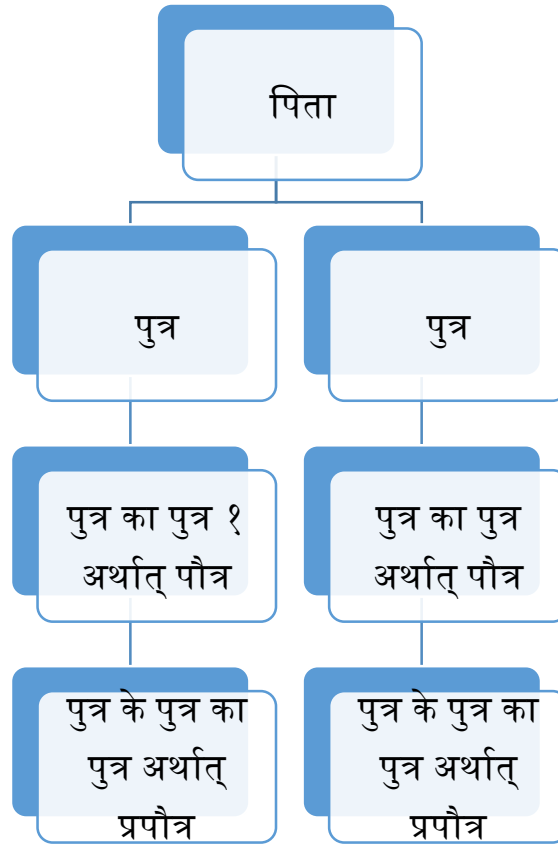 पिता
पुत्र
पुत्र
पुत्र का पुत्र १
अर्थात् पौत्र
पुत्र का पुत्र
अर्थात् पौत्र
पुत्र के पुत्र का
पुत्र अर्थात्
प्रपौत्र
पुत्र के पुत्र का
पुत्र अर्थात्
प्रपौत्र